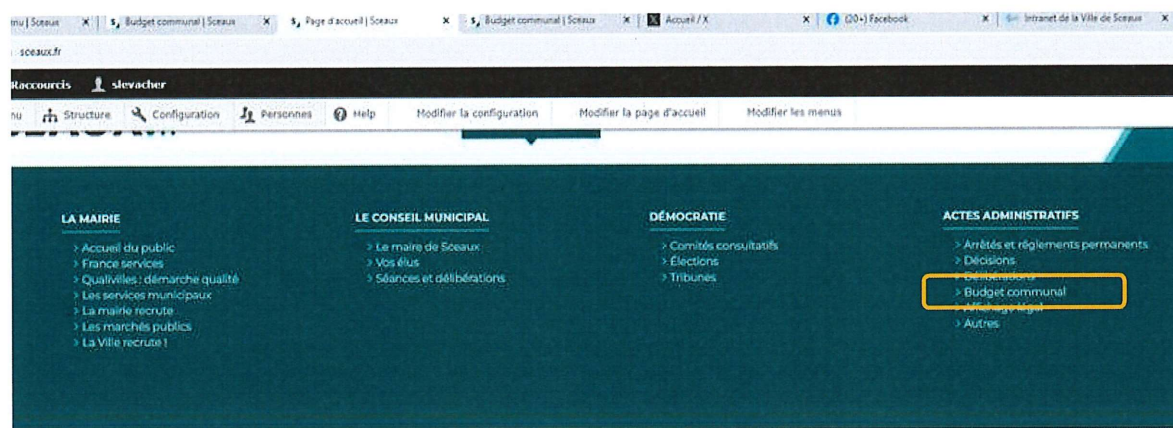 nu | Sceaux x Budget communal | Sceaux x Page d'accueil | Sceaux x Budget communal | Sceaux x Accueil / X x (20+) Facebook x Intranet de la Ville de Sceaux x
sceaux.fr
Raccourcis slevacher
nu Structure Configuration Personnes Help Modifier la configuration Modifier la page d'accueil Modifier les menus
LA MAIRIE
> Accueil du public
> France services
> Qualivilles : démarche qualité
> Les services municipaux
> La mairie recrute
> Les marchés publics
> La Ville recrute !
LE CONSEIL MUNICIPAL
> Le maire de Sceaux
> Vos élus
> Séances et délibérations
DÉMOCRATIE
> Comités consultatifs
> Élections
> Tribunes
ACTES ADMINISTRATIFS
> Arrêtés et règlements permanents
> Décisions
> Délibérations
> Budget communal
> Affichage légal
> Autres